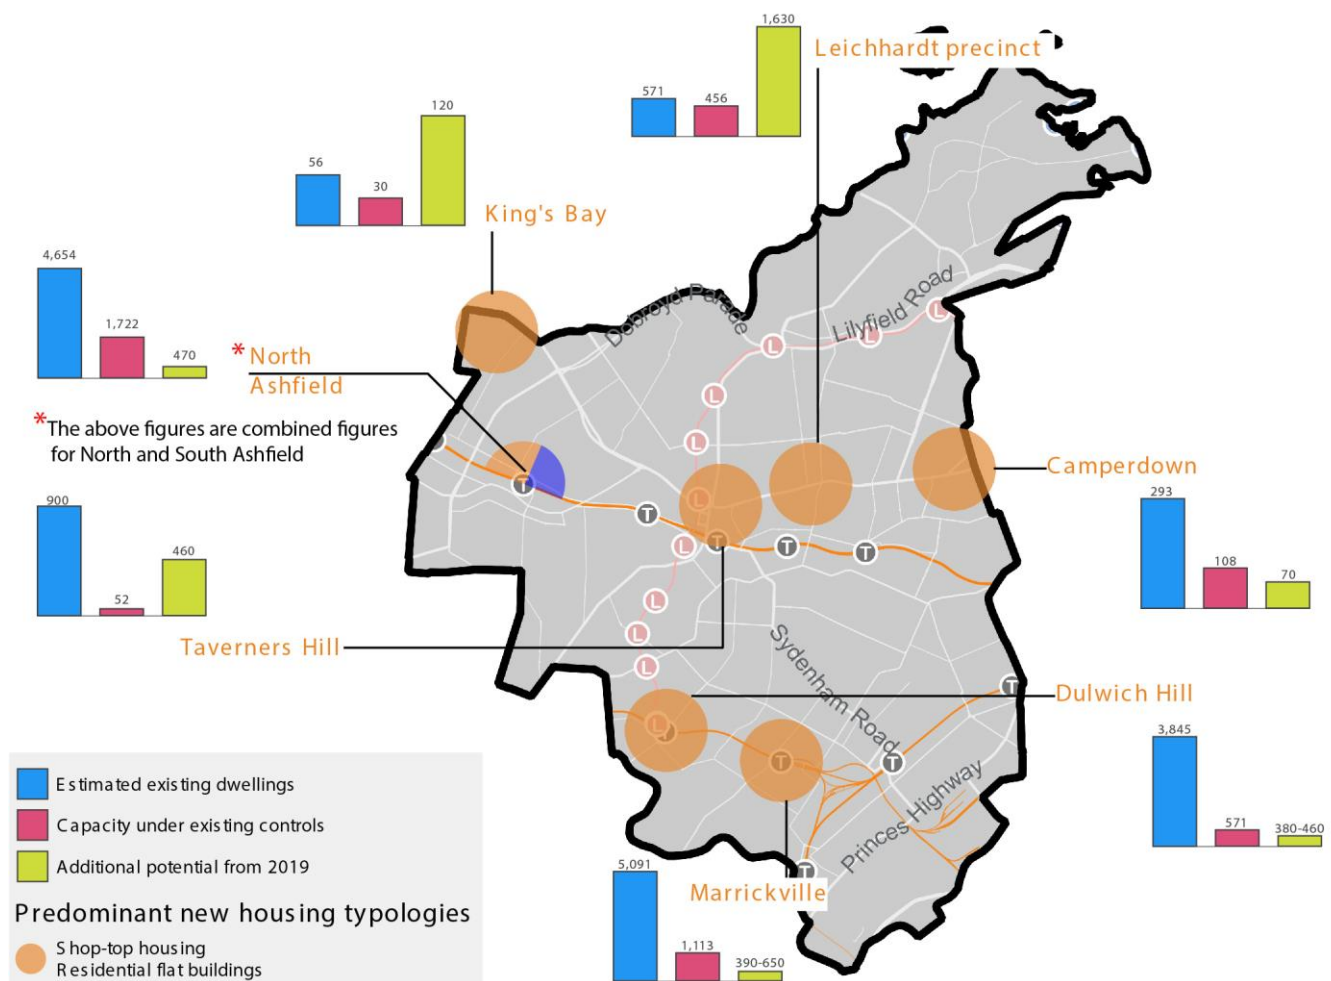 1,630
571
456
Leichhardt precinct
120
56
30
King's Bay
4,654
1,722
470
* North
Ashfield
*The above figures are combined figures
for North and South Ashfield
Dobroyd Parade
Lilyfield Road
L
L
L
L
L
L
L
L
L
L
L
T
T
T
T
T
T
T
T
T
T
Camperdown
293
108
70
900
52
460
Taverners Hill
Sydenham Road
Dulwich Hill
3,845
571
380-460
Princes Highway
Marrickville
5,091
1,113
390-650
Estimated existing dwellings
Capacity under existing controls
Additional potential from 2019
Predominant new housing typologies
Shop-top housing
Residential flat buildings